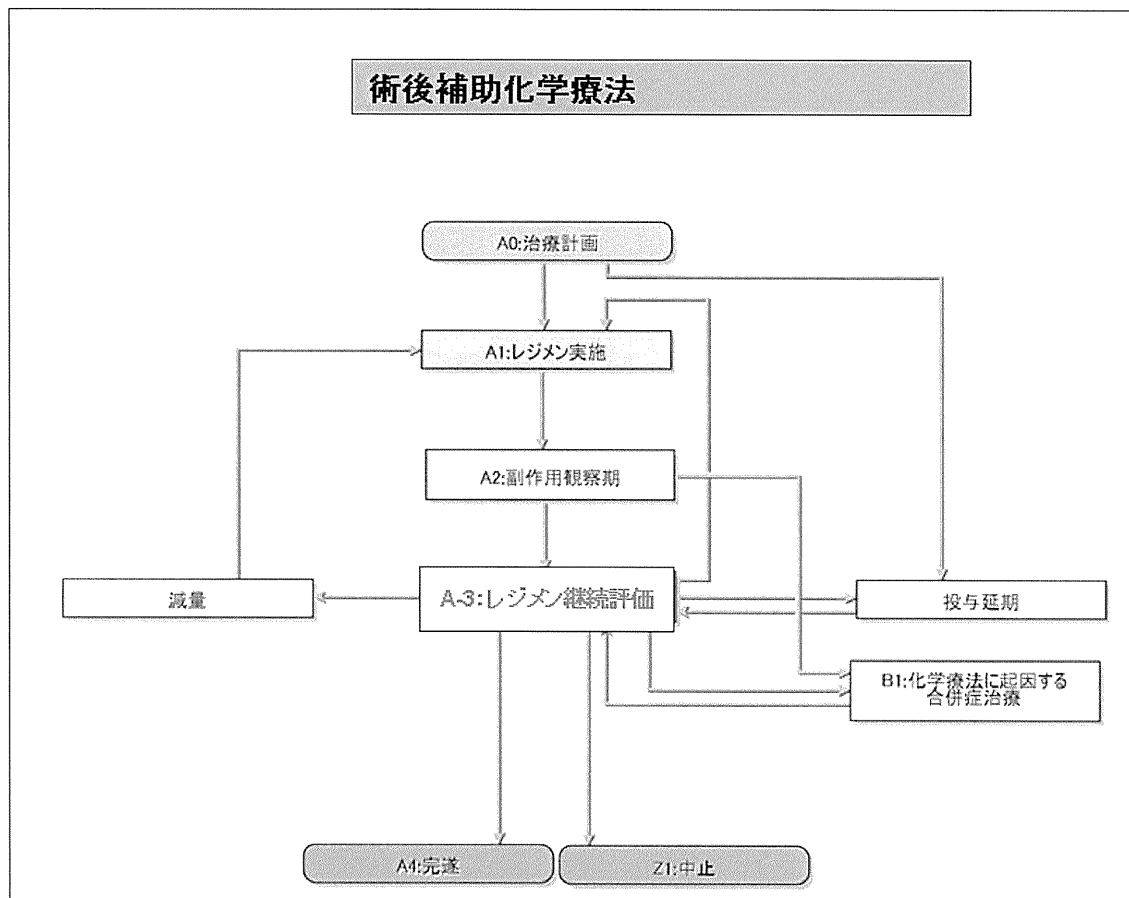 術後補助化学療法
A0:治療計画
A1:レジメン実施
A2:副作用観察期
減量
A-3:レジメン継続評価
投与延期
B1:化学療法に起因する
合併症治療
A4:完遂
Z1:中止